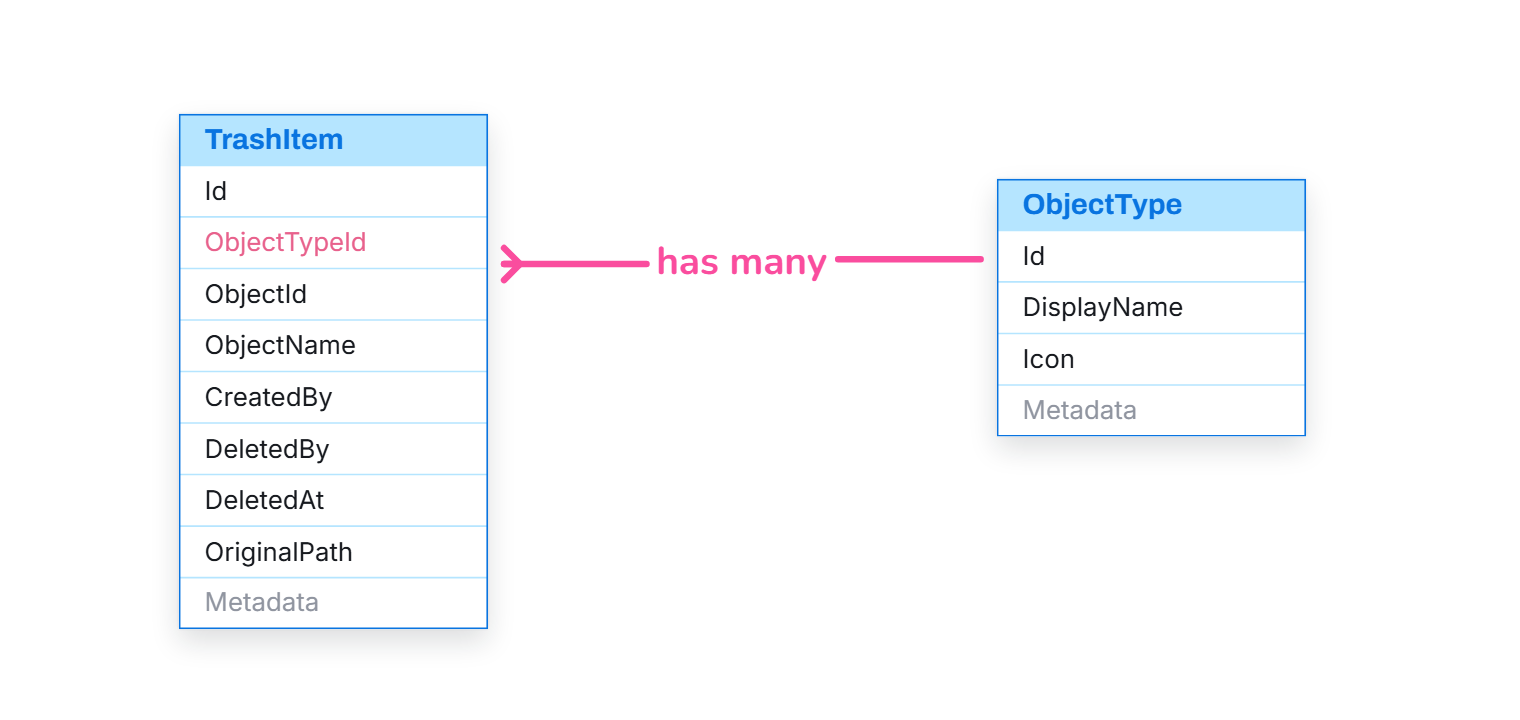 TrashItem
Id
ObjectTypeId
ObjectId
ObjectName
CreatedBy
DeletedBy
DeletedAt
OriginalPath
Metadata
has many
ObjectType
Id
DisplayName
Icon
Metadata